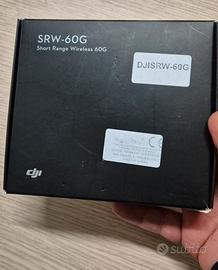 SRW-60G
Short Range Wireless 60G
DJISRW-60G
dji
subito